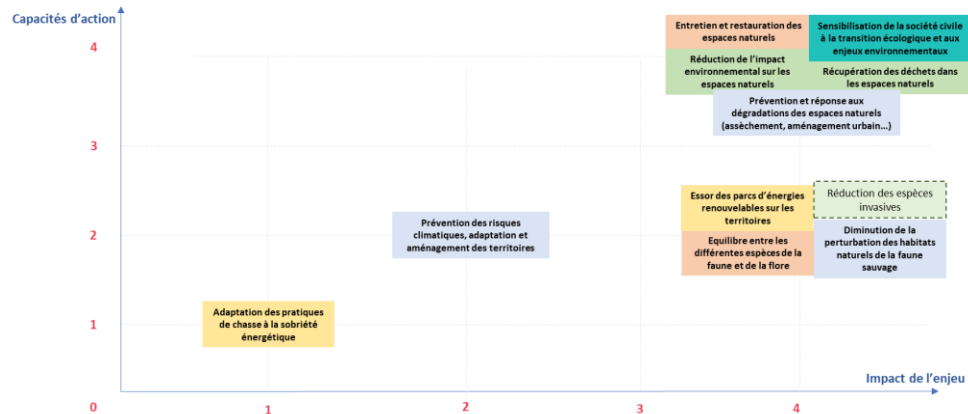 Capacités d'action
4
Entretien et restauration des
espaces naturels
Sensibilisation de la société civile
à la transition écologique et aux
enjeux environnementaux
Réduction de l'impact
environnemental sur les
espaces naturels
Récupération des déchets dans
les espaces naturels
Prévention et réponse aux
dégradations des espaces naturels
(assèchement, aménagement urbain...)
3
Essor des parcs d'énergies
renouvelables sur les
territoires
Réduction des espèces
invasives
2
Prévention des risques
climatiques, adaptation et
aménagement des territoires
Equilibre entre les
différentes espèces de la
faune et de la flore
Diminution de la
perturbation des habitats
naturels de la faune
sauvage
1
Adaptation des pratiques
de chasse à la sobriété
énergétique
Impact de l'enjeu
0
1
2
3
4